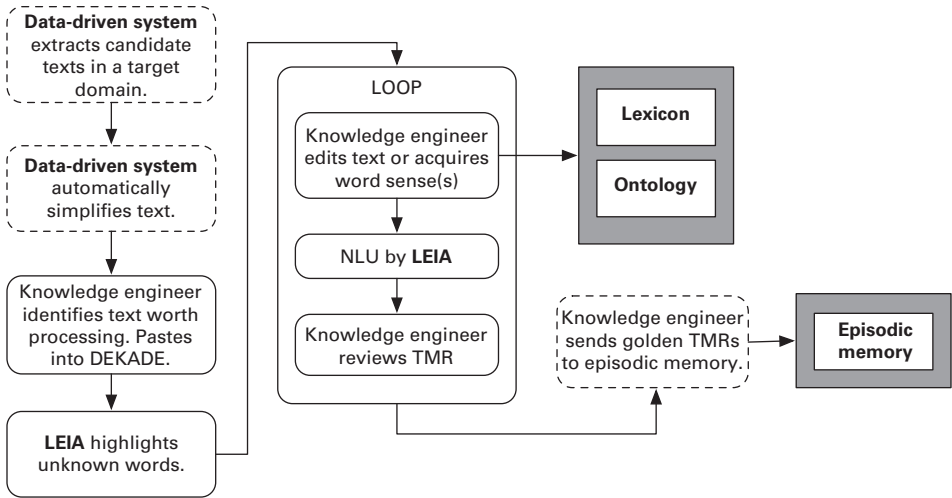 Data-driven system
extracts candidate
texts in a target
domain.
Data-driven system
automatically
simplifies text.
Knowledge engineer
identifies text worth
processing. Pastes
into DEKADE.
LEIA highlights
unknown words.
LOOP
Knowledge engineer
edits text or acquires
word sense(s)
NLU by LEIA
Knowledge engineer
reviews TMR
Lexicon
Ontology
Knowledge engineer
sends golden TMRs
to episodic memory.
Episodic
memory